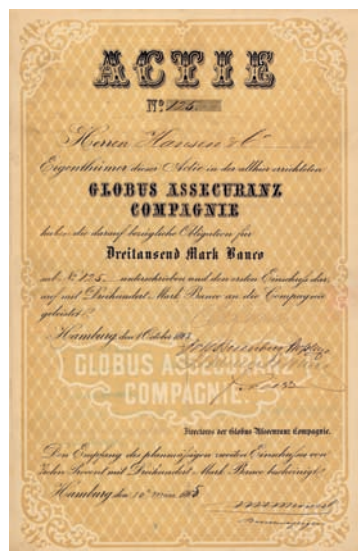 ACTIE
No. 125
Herren Hansen & Co
Eigenthümer dieser Actie in der allhier errichteten
GLOBUS ASSECURANZ
COMPAGNIE
haben die darauf bezügliche Obligation für
Dreitausend Mark Banco
sub No. 125. unterschrieben und den ersten Einschuss dar-
auf mit Dreihundert Mark Banco an die Compagnie
geleistet.
Hamburg den 1 October
GLOBUS ASSECURANZ
COMPAGNIE.
Directores der Globus Assecuranz Compagnie.
Den Empfang des planmässigen zweiten Einschusses von
Zehn Procent mit Dreihundert Mark Banco bescheinigt
Hamburg den